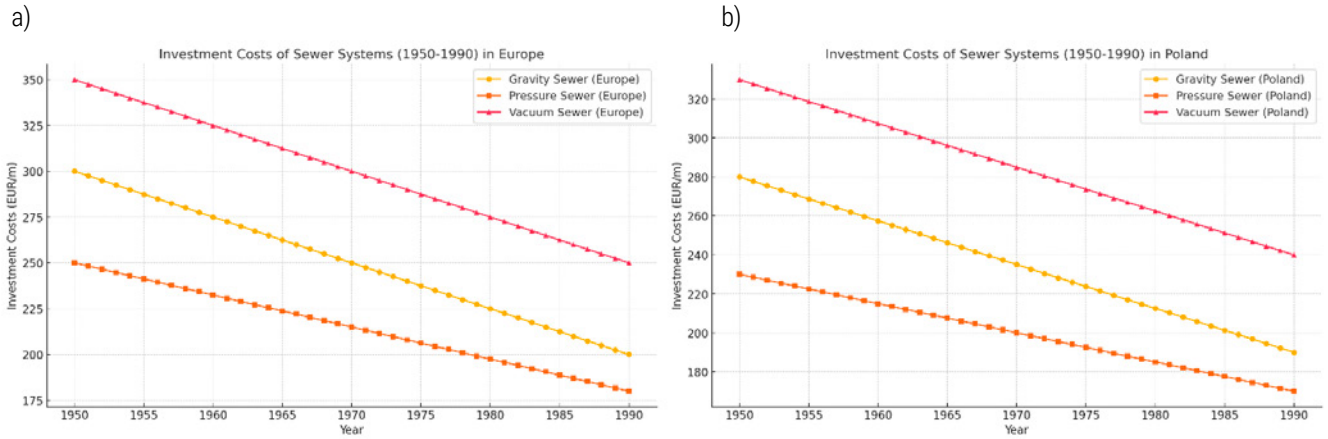 a)
Investment Costs of Sewer Systems (1950-1990) in Europe
350
325
300
275
250
225
200
175
Investment Costs (EUR/m)
Gravity Sewer (Europe)
Pressure Sewer (Europe)
Vacuum Sewer (Europe)
1950 1955 1960 1965 1970 1975 1980 1985 1990
Year
b)
Investment Costs of Sewer Systems (1950-1990) in Poland
320
300
280
260
240
220
200
180
Investment Costs (EUR/m)
Gravity Sewer (Poland)
Pressure Sewer (Poland)
Vacuum Sewer (Poland)
1950 1955 1960 1965 1970 1975 1980 1985 1990
Year